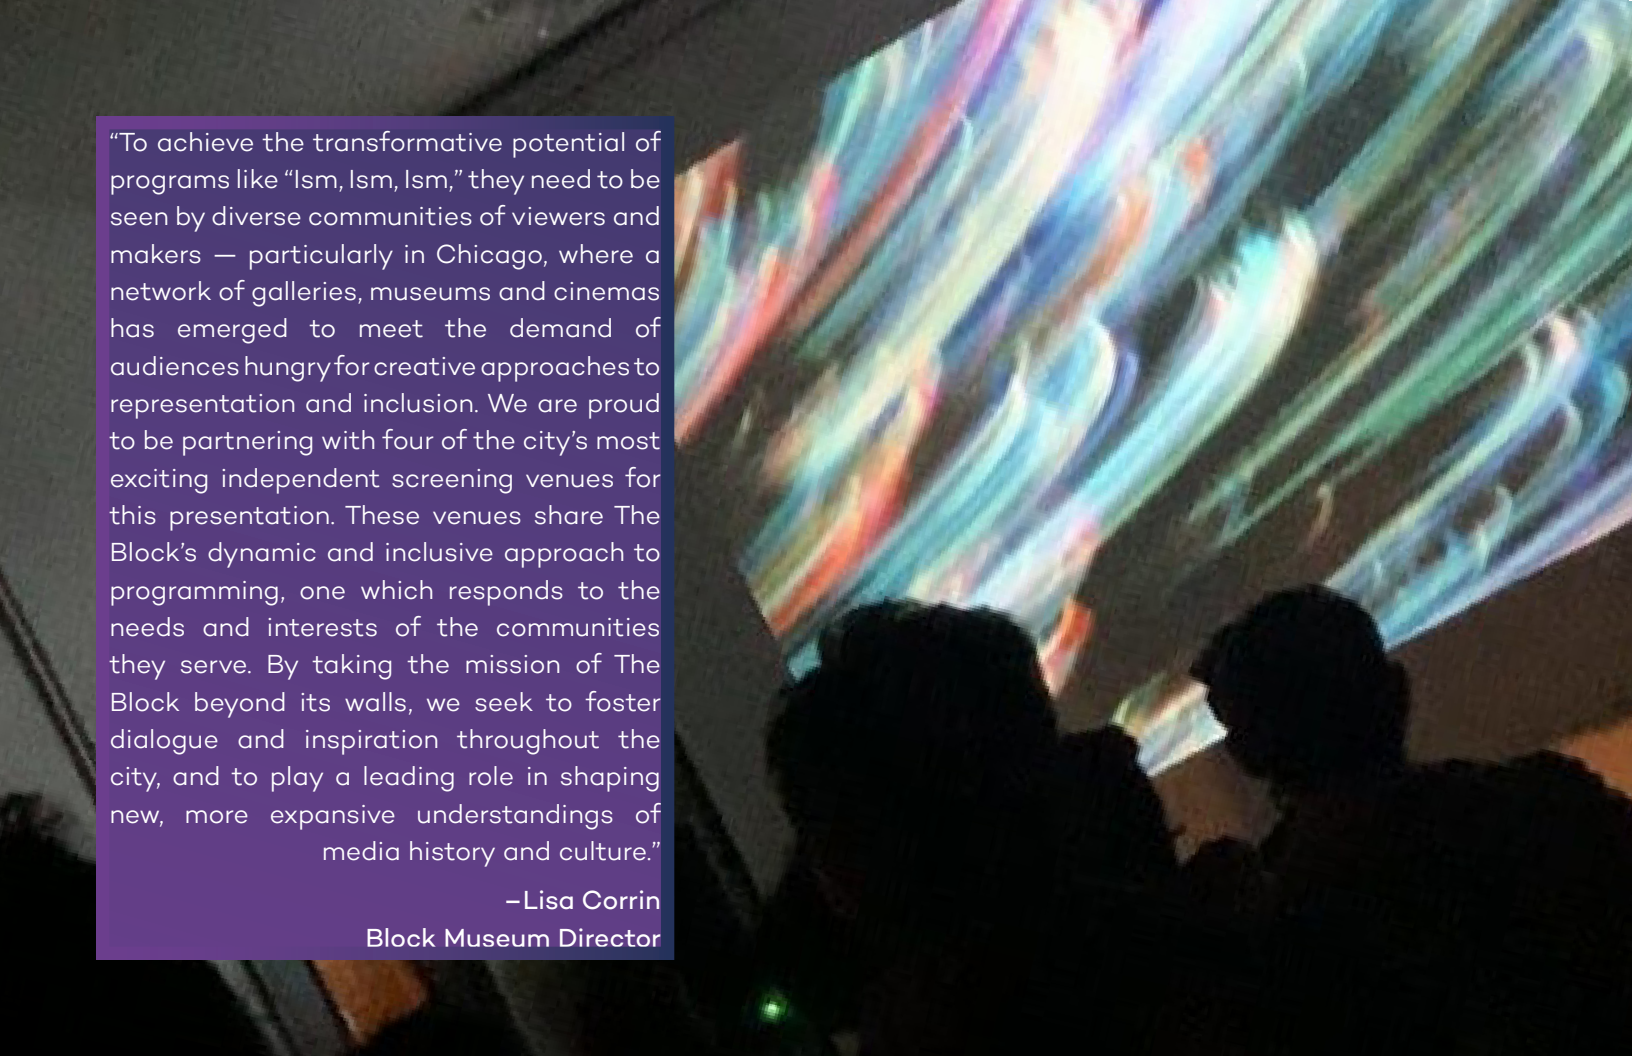 “To achieve the transformative potential of
programs like “Ism, Ism, Ism,” they need to be
seen by diverse communities of viewers and
makers — particularly in Chicago, where a
network of galleries, museums and cinemas
has emerged to meet the demand of
audiences hungry for creative approaches to
representation and inclusion. We are proud
to be partnering with four of the city’s most
exciting independent screening venues for
this presentation. These venues share The
Block’s dynamic and inclusive approach to
programming, one which responds to the
needs and interests of the communities
they serve. By taking the mission of The
Block beyond its walls, we seek to foster
dialogue and inspiration throughout the
city, and to play a leading role in shaping
new, more expansive understandings of
media history and culture.”
–Lisa Corrin
Block Museum Director